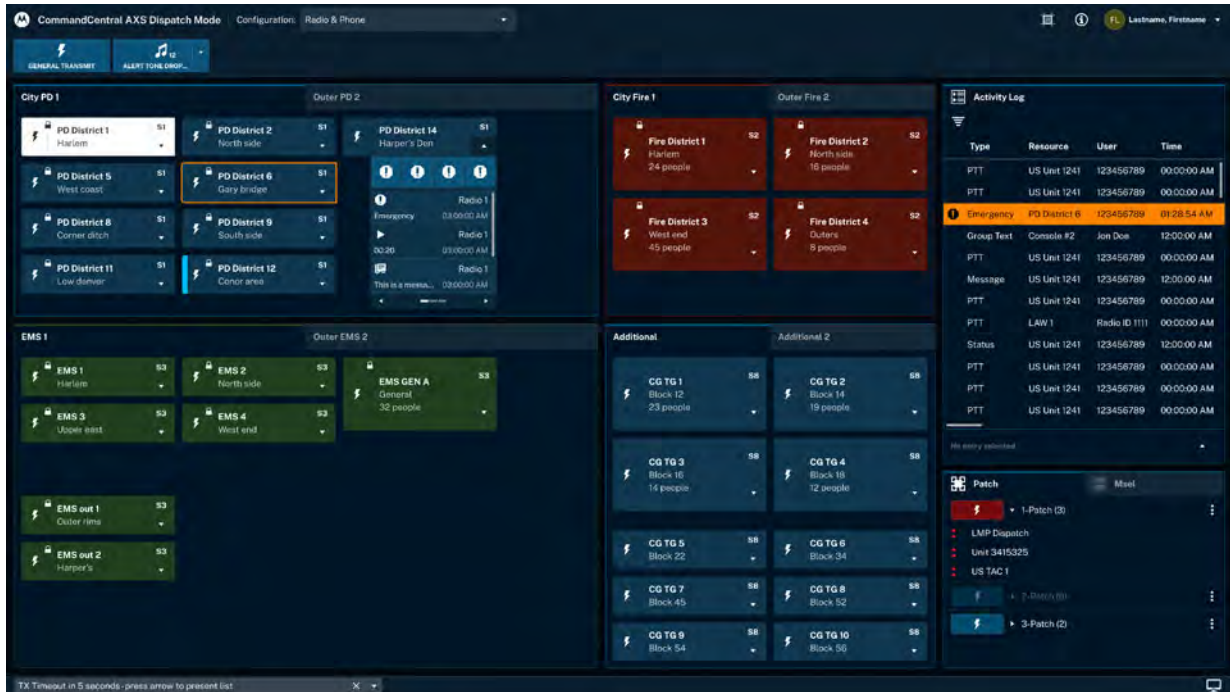 CommandCentral AXS Dispatch Mode Configuration: Radio & Phone Lastname, Firstname
FL
GENERAL TRANSMIT ALERT TONE DROP...
12
City PD 1 Outer PD 2
PD District 1 S1
Harlem
PD District 2 S1
North side
PD District 14 S1
Harper's Den
PD District 5 S1
West coast
PD District 6 S1
Gary bridge
PD District 8 S1
Corner ditch
PD District 9 S1
South side
PD District 11 S1
Low denver
PD District 12 S1
Conor area
Radio 1
Emergency 03:00:00 AM
Radio 1
00:20 03:00:00 AM
Radio 1
This is a messa... 03:00:00 AM
City Fire 1 Outer Fire 2
Fire District 1 S2
Harlem
24 people
Fire District 2 S2
North side
16 people
Fire District 3 S2
West end
45 people
Fire District 4 S2
Outers
8 people
EMS 1 Outer EMS 2
EMS 1 S3
Harlem
EMS 2 S3
North side
EMS GEN A S3
General
32 people
EMS 3 S3
Upper east
EMS 4 S3
West end
EMS out 1 S3
Outer rims
EMS out 2 S3
Harper's
Additional Additional 2
CG TG 1 S8
Block 12
23 people
CG TG 2 S8
Block 14
19 people
CG TG 3 S8
Block 16
14 people
CG TG 4 S8
Block 18
12 people
CG TG 5 S8
Block 22
CG TG 6 S8
Block 34
CG TG 7 S8
Block 45
CG TG 8 S8
Block 52
CG TG 9 S8
Block 54
CG TG 10 S8
Block 56
Activity Log
Type Resource User Time
PTT US Unit 1241 123456789 00:00:00 AM
PTT US Unit 1241 123456789 00:00:00 AM
Emergency PD District 6 123456789 01:28:54 AM
Group Text Console #2 Jon Doe 12:00:00 AM
PTT US Unit 1241 123456789 00:00:00 AM
Message US Unit 1241 123456789 12:00:00 AM
PTT US Unit 1241 123456789 00:00:00 AM
PTT LAW 1 Radio ID 1111 00:00:00 AM
Status US Unit 1241 123456789 12:00:00 AM
PTT US Unit 1241 123456789 00:00:00 AM
PTT US Unit 1241 123456789 00:00:00 AM
PTT US Unit 1241 123456789 00:00:00 AM
No entry selected
Patch Msel
1-Patch (3)
LMP Dispatch
Unit 3415325
US TAC 1
2-Patch (0)
3-Patch (2)
TX Timeout in 5 seconds - press arrow to present list